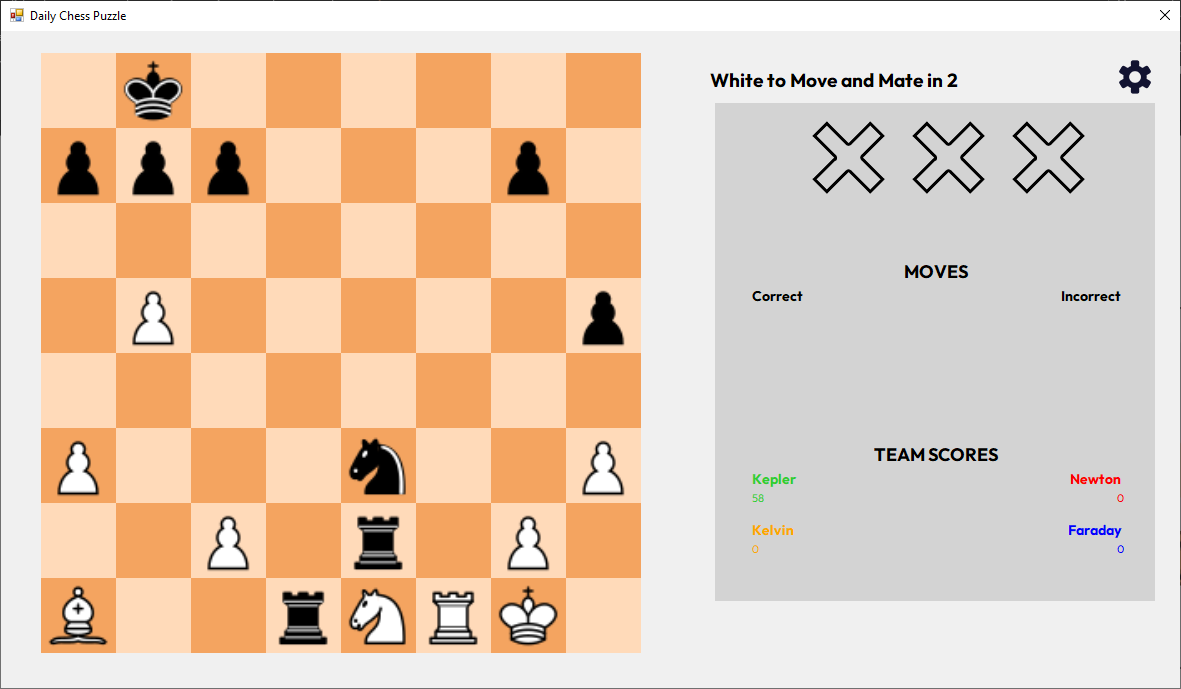 Daily Chess Puzzle
White to Move and Mate in 2
MOVES
Correct
Incorrect
TEAM SCORES
Kepler
58
Newton
0
Kelvin
0
Faraday
0